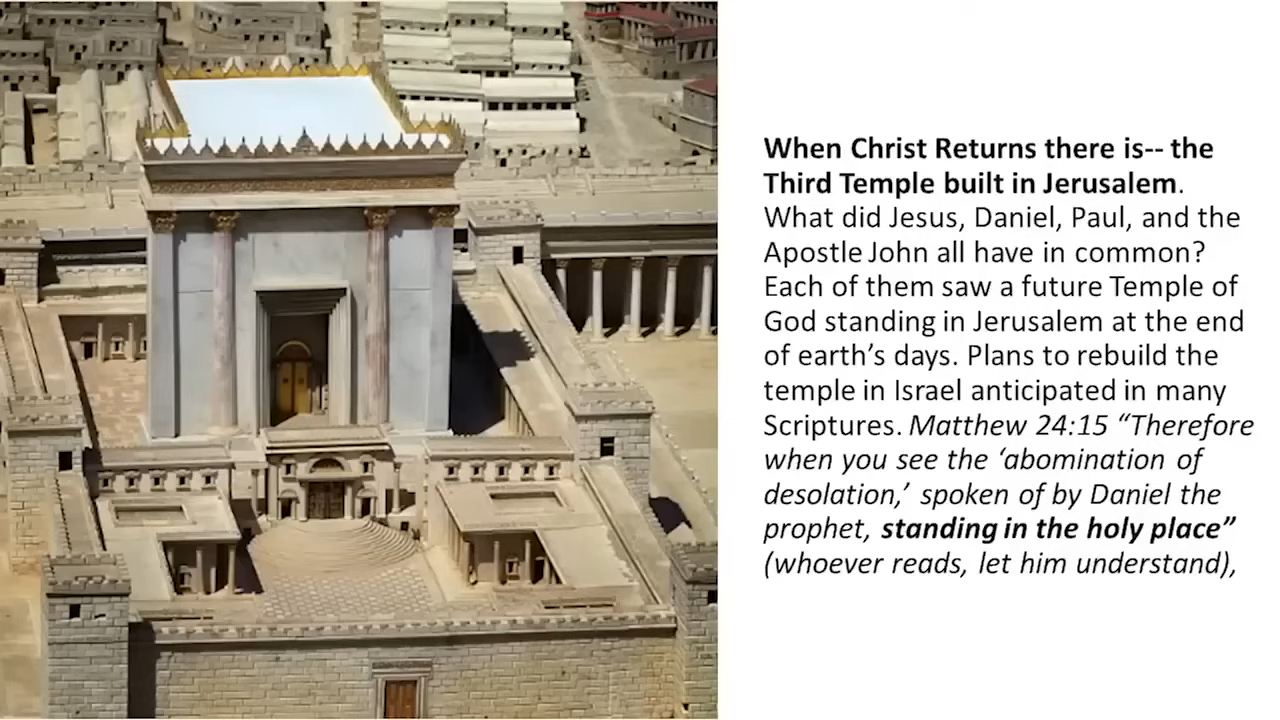 When Christ Returns there is-- the
Third Temple built in Jerusalem.
What did Jesus, Daniel, Paul, and the
Apostle John all have in common?
Each of them saw a future Temple of
God standing in Jerusalem at the end
of earth’s days. Plans to rebuild the
temple in Israel anticipated in many
Scriptures. Matthew 24:15 “Therefore
when you see the ‘abomination of
desolation,’ spoken of by Daniel the
prophet, standing in the holy place”
(whoever reads, let him understand),